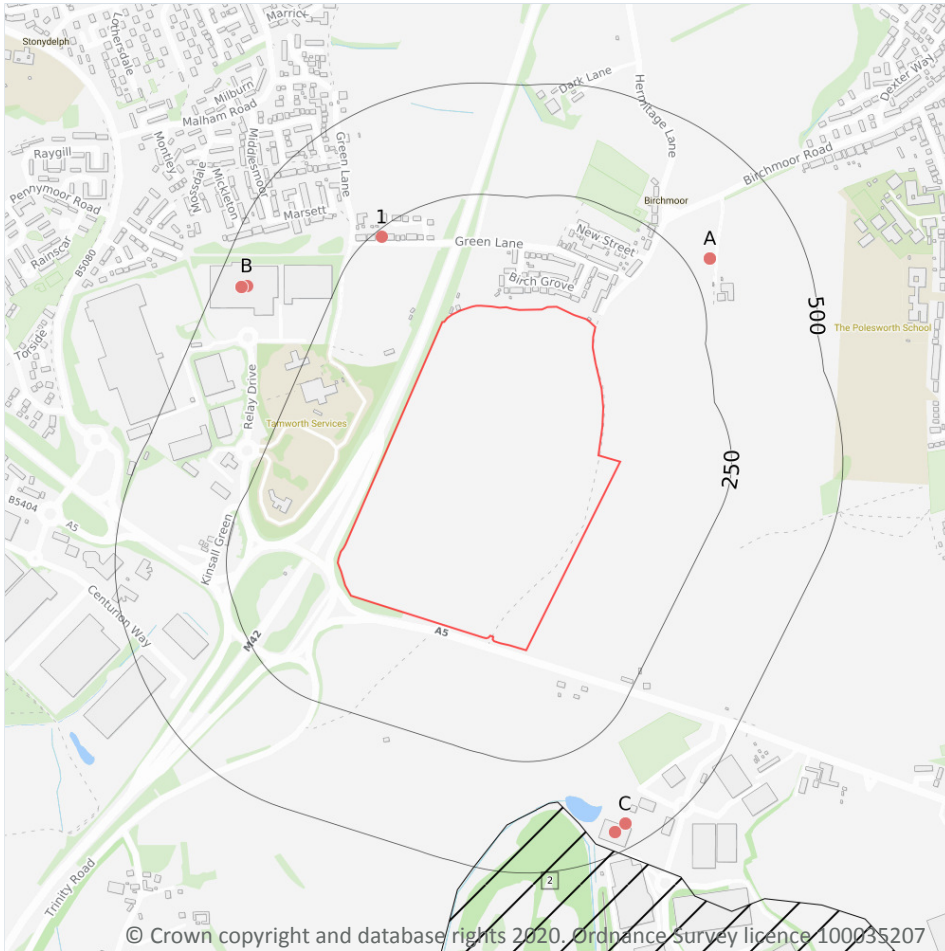 Marrick
Stonydelph
Lothersdale
Milburn
Malham Road
Dark Lane
Hermitage Lane
Dexter Way
Raygill
Montley
Middlesmoor
Green Lane
Birchmoor Road
Pennymoor Road
Mossdale
Mickleton
Marsett
1
Birchmoor
Rainscar
B5080
Green Lane
New Street
A
B
Birch Grove
Torside
500
The Polesworth School
Relay Drive
Tamworth Services
250
B5404
A5
Kinsall Green
Centurion Way
M42
A5
C
Trinity Road
2
© Crown copyright and database rights 2020. Ordnance Survey licence 100035207